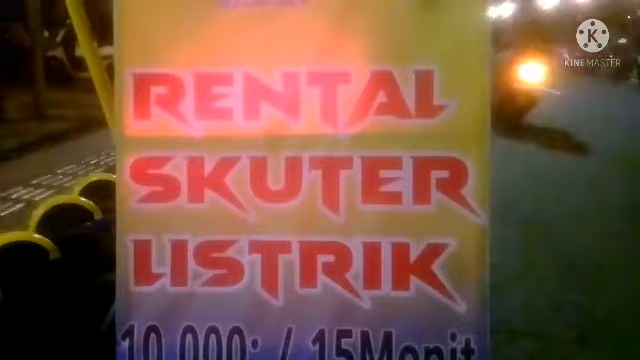 RENTAL
SKUTER
LISTRIK
10.000; / 15Menit
KINEMASTER